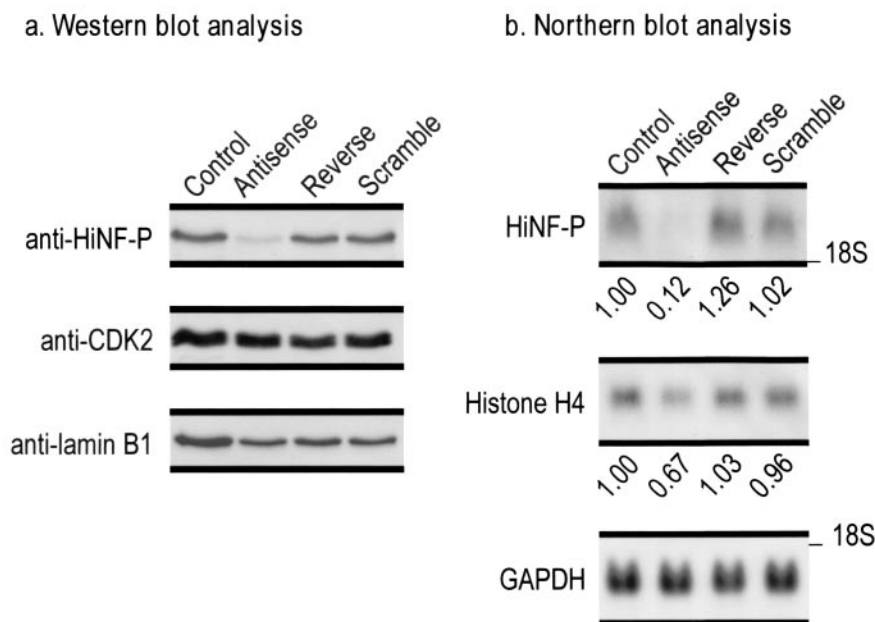 a. Western blot analysis
Control
Antisense
Reverse
Scramble
anti-HiNF-P
anti-CDK2
anti-lamin B1
b. Northern blot analysis
Control
Antisense
Reverse
Scramble
HiNF-P
18S
1.00 0.12 1.26 1.02
Histone H4
1.00 0.67 1.03 0.96
18S
GAPDH